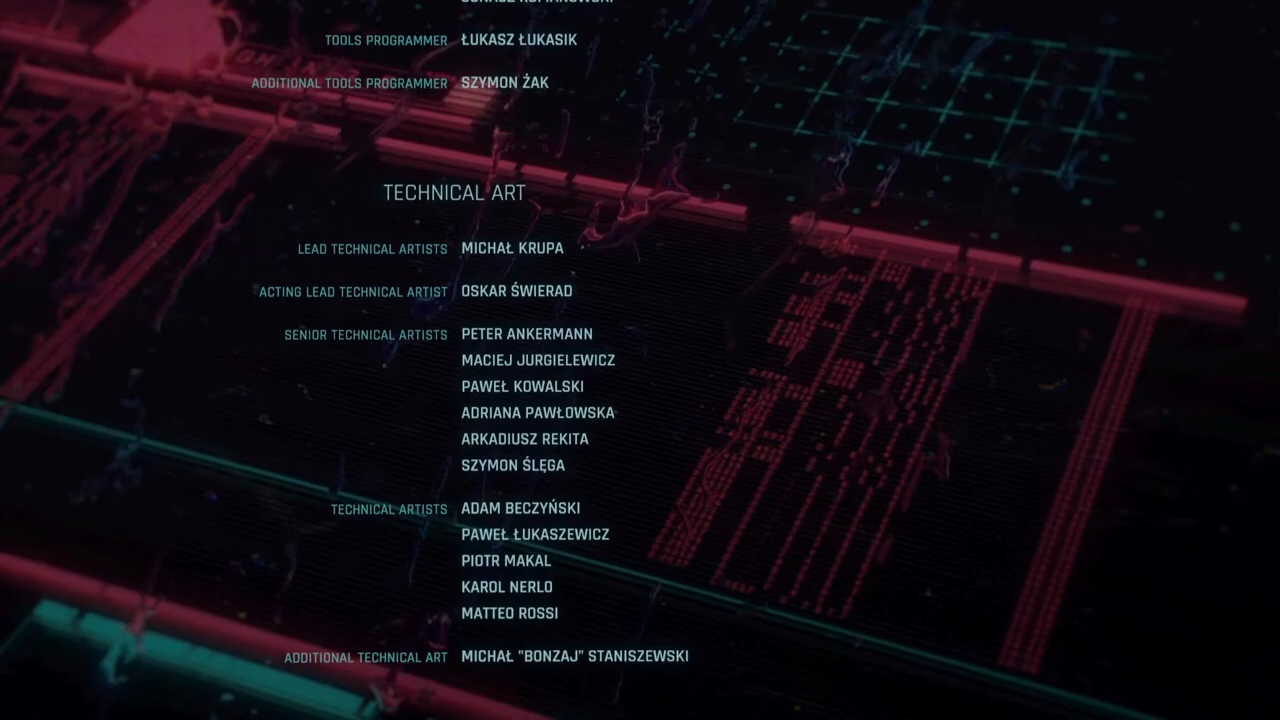 TOOLS PROGRAMMER ŁUKASZ ŁUKASIK
ADDITIONAL TOOLS PROGRAMMER SZYMON ŻAK
TECHNICAL ART
LEAD TECHNICAL ARTISTS MICHAŁ KRUPA
ACTING LEAD TECHNICAL ARTIST OSKAR ŚWIERAD
SENIOR TECHNICAL ARTISTS PETER ANKERMANN
MACIEJ JURGIELEWICZ
PAWEŁ KOWALSKI
ADRIANA PAWŁOWSKA
ARKADIUSZ REKITA
SZYMON ŚLĘGA
TECHNICAL ARTISTS ADAM BECZYŃSKI
PAWEŁ ŁUKASZEWICZ
PIOTR MAKAL
KAROL NERLO
MATTEO ROSSI
ADDITIONAL TECHNICAL ART MICHAŁ "BONZAJ" STANISZEWSKI